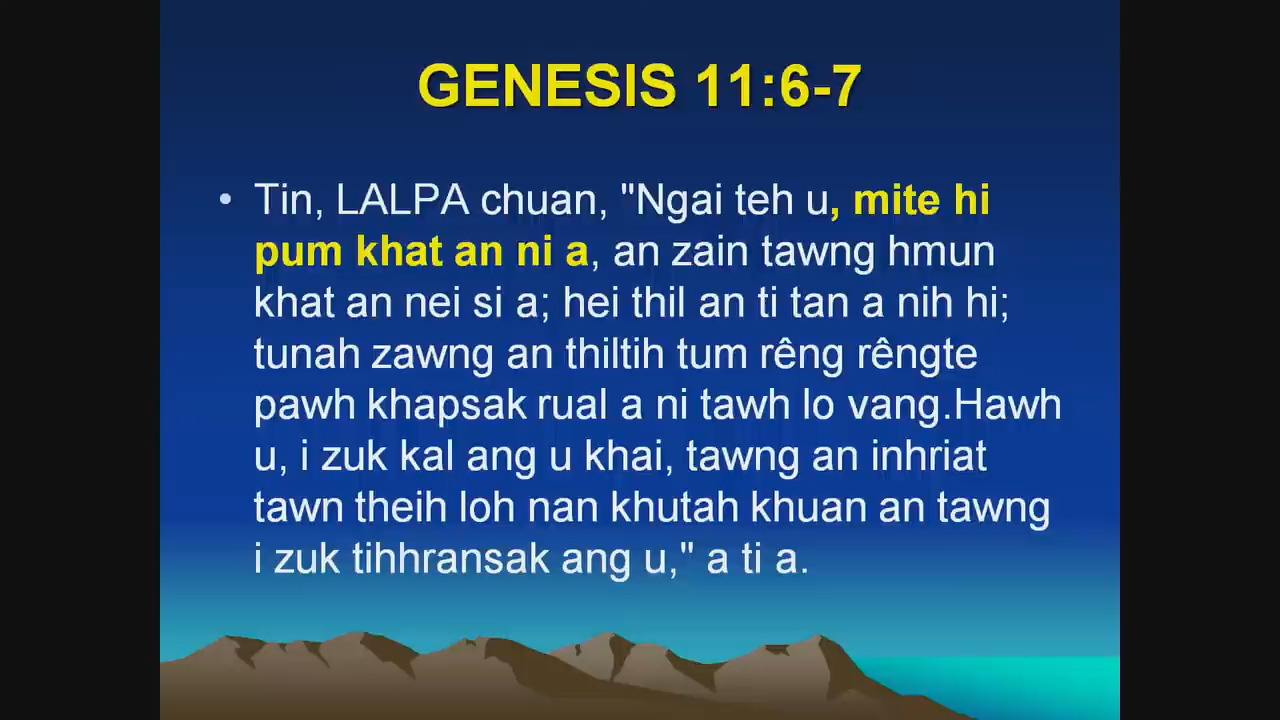 GENESIS 11:6-7
• Tin, LALPA chuan, "Ngai teh u, mite hi
pum khat an ni a, an zain tawng hmun
khat an nei si a; hei thil an ti tan a nih hi;
tunah zawng an thiltih tum rêng rêngte
pawh khapsak rual a ni tawh lo vang.Hawh
u, i zuk kal ang u khai, tawng an inhriat
tawn theih loh nan khutah khuan an tawng
i zuk tihhransak ang u," a ti a.